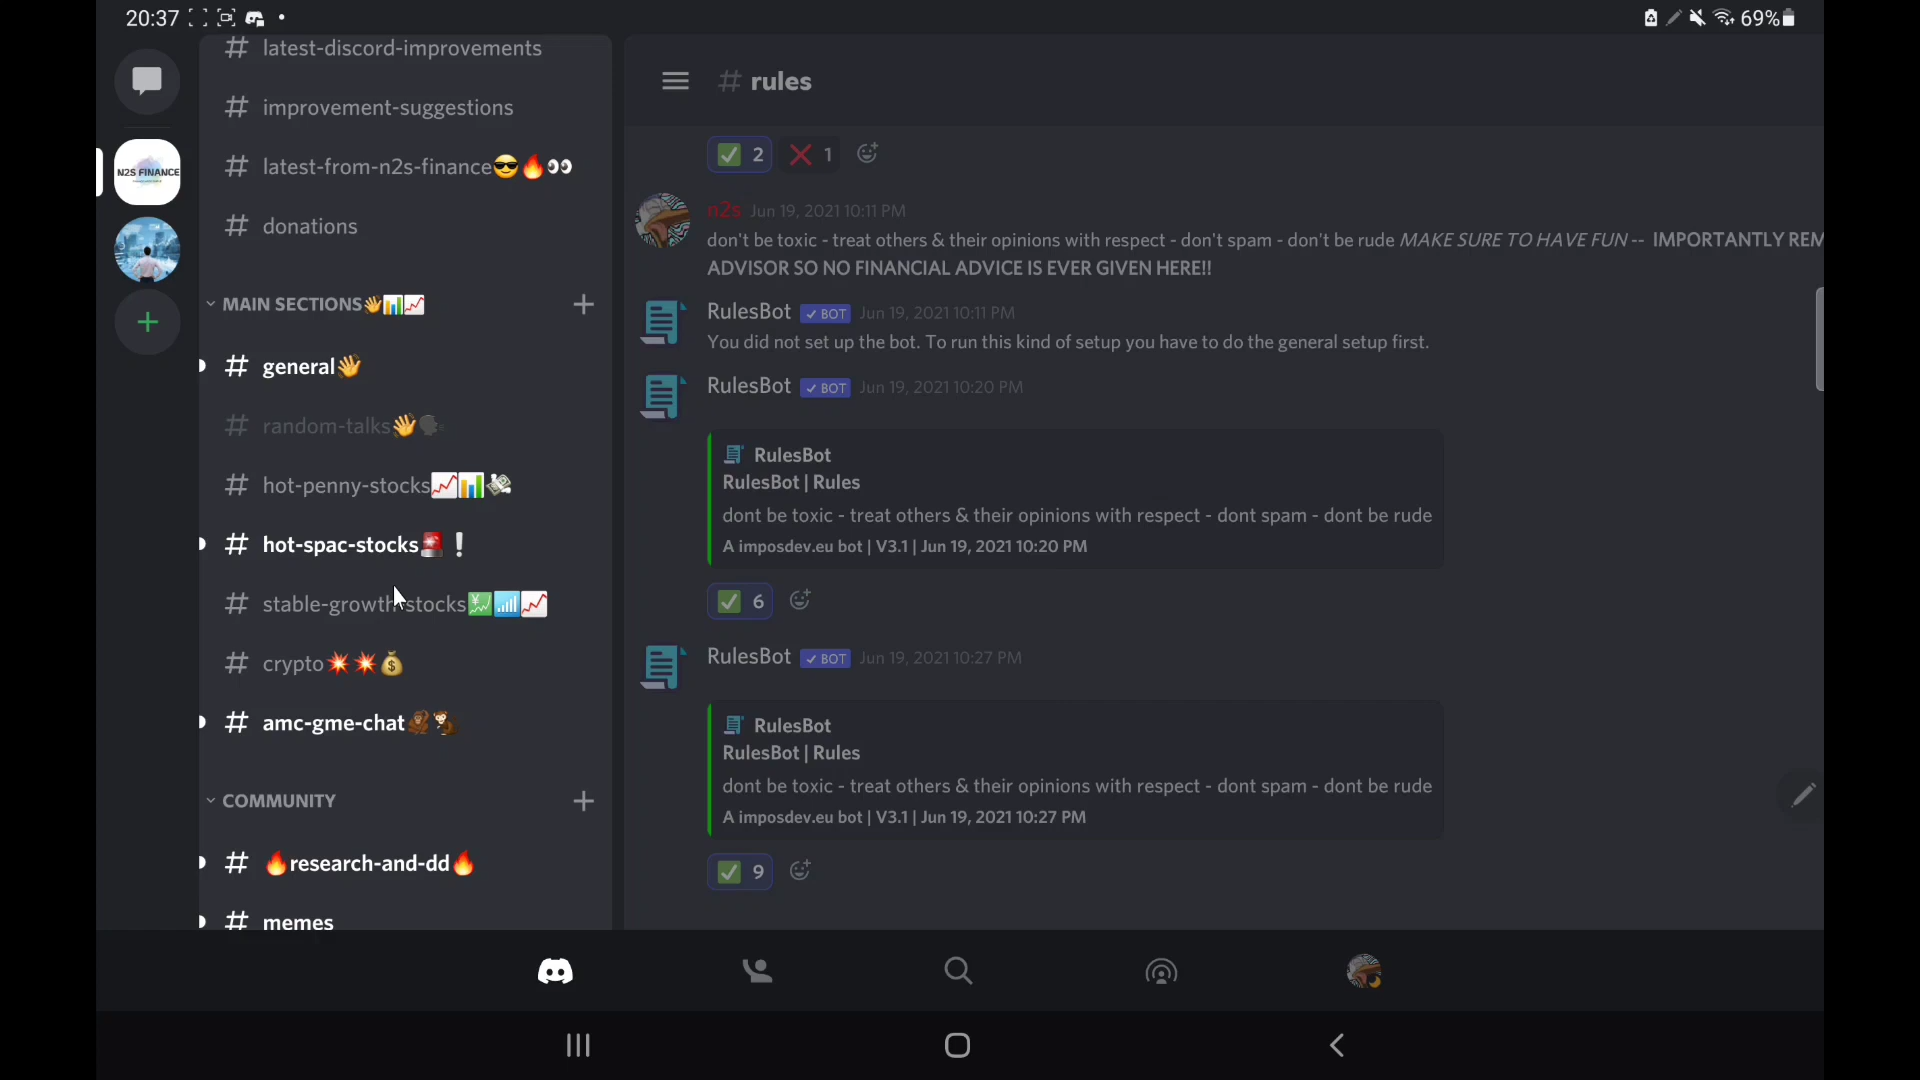 20:37
69%
# latest-discord-improvements
# improvement-suggestions
# latest-from-n2s-finance😎🔥👀
# donations
N2S FINANCE
MAIN SECTIONS👋📊📈
# general👋
# random-talks👋🗣
# hot-penny-stocks📈📊💸
# hot-spac-stocks🚨❕
# stable-growth-stocks💹📶📈
# crypto💥💥💰
# amc-gme-chat🦧🐒
COMMUNITY
# 🔥research-and-dd🔥
# memes
# rules
✅ 2 ❌ 1
n2s Jun 19, 2021 10:11 PM
don't be toxic - treat others & their opinions with respect - don't spam - don't be rude MAKE SURE TO HAVE FUN -- IMPORTANTLY REM
ADVISOR SO NO FINANCIAL ADVICE IS EVER GIVEN HERE!!
RulesBot ✓ BOT Jun 19, 2021 10:11 PM
You did not set up the bot. To run this kind of setup you have to do the general setup first.
RulesBot ✓ BOT Jun 19, 2021 10:20 PM
RulesBot
RulesBot | Rules
dont be toxic - treat others & their opinions with respect - dont spam - dont be rude
A imposdev.eu bot | V3.1 | Jun 19, 2021 10:20 PM
✅ 6
RulesBot ✓ BOT Jun 19, 2021 10:27 PM
RulesBot
RulesBot | Rules
dont be toxic - treat others & their opinions with respect - dont spam - dont be rude
A imposdev.eu bot | V3.1 | Jun 19, 2021 10:27 PM
✅ 9